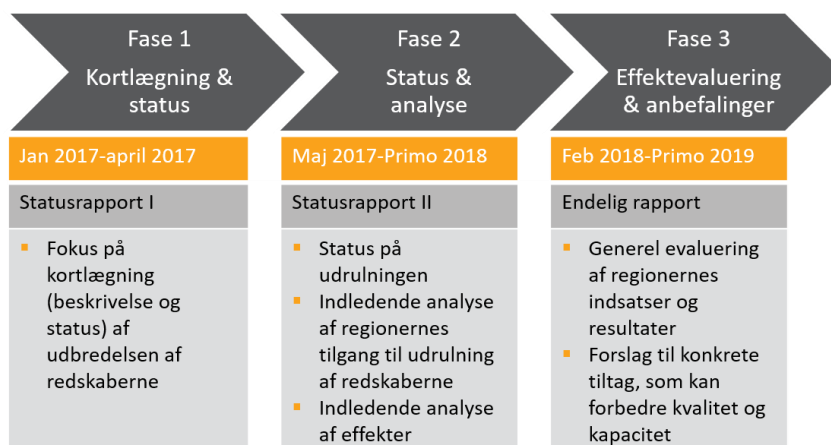 Fase 1
Kortlægning &
status
Jan 2017-april 2017
Statusrapport I
Fokus på
kortlægning
(beskrivelse og
status) af
udbredelsen af
redskaberne
Fase 2
Status &
analyse
Maj 2017-Primo 2018
Statusrapport II
Status på
udrulningen
Indledende analyse
af regionernes
tilgang til udrulning
af redskaberne
Indledende analyse
af effekter
Fase 3
Effektevaluering
& anbefalinger
Feb 2018-Primo 2019
Endelig rapport
Generel evaluering
af regionernes
indsatser og
resultater
Forslag til konkrete
tiltag, som kan
forbedre kvalitet og
kapacitet